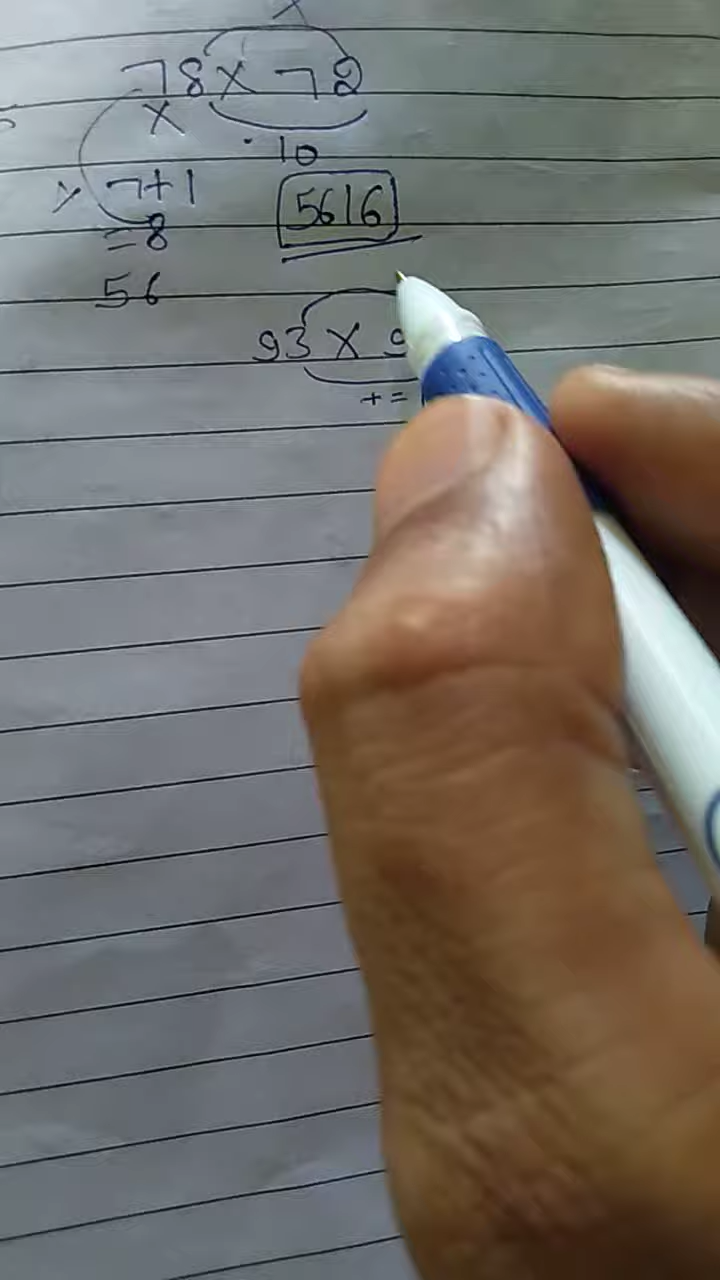 x
78 x 72
x
10
7+1
5616
=8
56
93 x 9
+ =